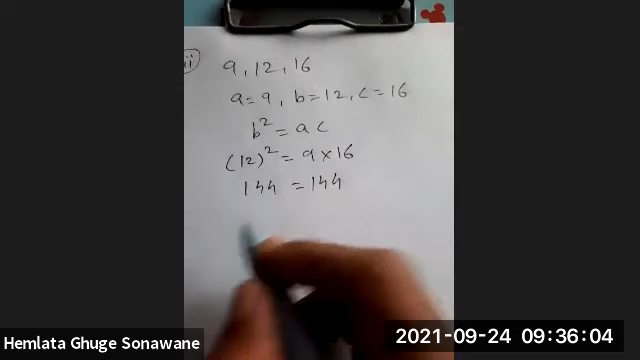 ii
9, 12, 16
a = 9, b = 12, c = 16
b² = a c
(12)² = 9 × 16
144 = 144
Hemlata Ghuge Sonawane
2021-09-24 09:36:04